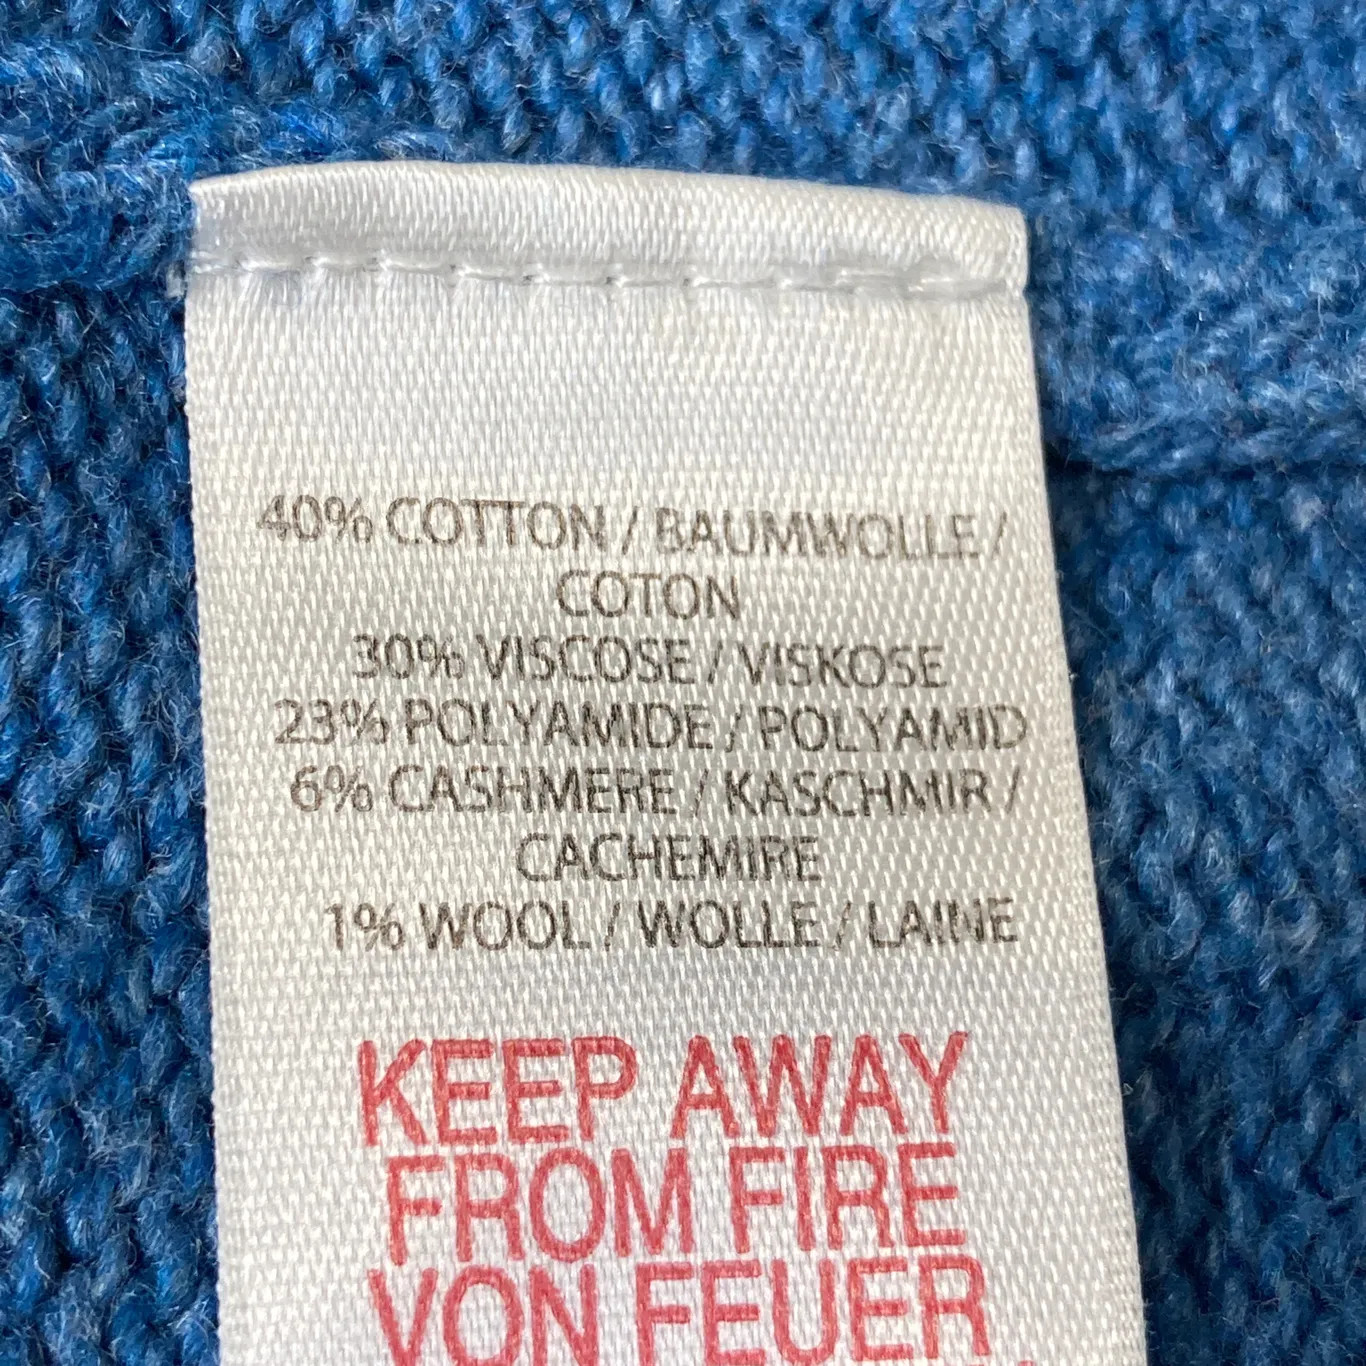 40% COTTON / BAUMWOLLE /
COTON
30% VISCOSE / VISKOSE
23% POLYAMIDE / POLYAMID
6% CASHMERE / KASCHMIR /
CACHEMIRE
1% WOOL / WOLLE / LAINE
KEEP AWAY
FROM FIRE
VON FEUER